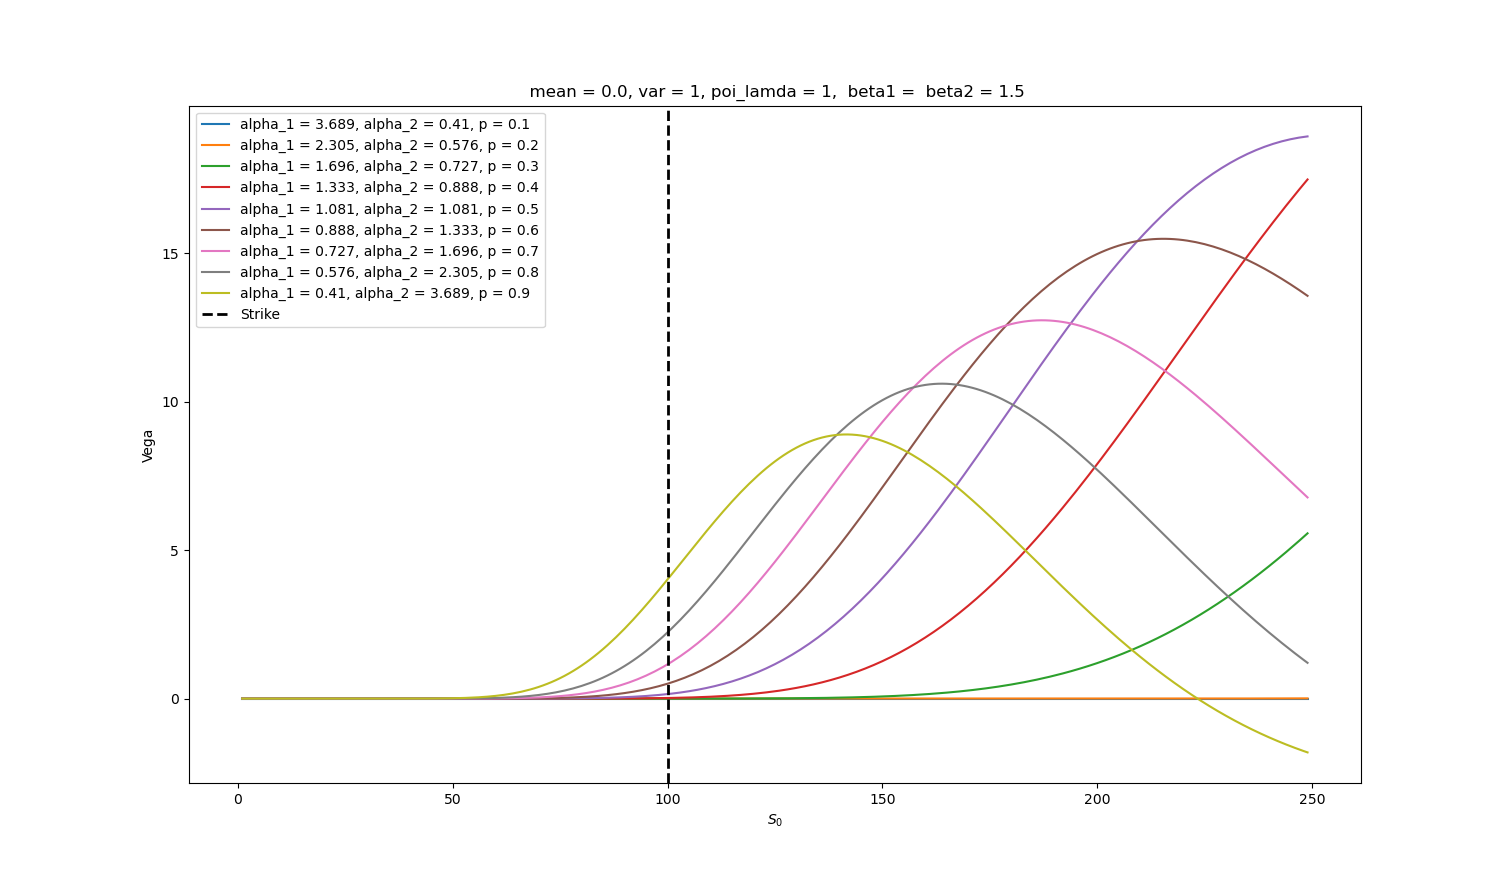 mean = 0.0, var = 1, poi_lamda = 1,  beta1 =  beta2 = 1.5
alpha_1 = 3.689, alpha_2 = 0.41, p = 0.1
alpha_1 = 2.305, alpha_2 = 0.576, p = 0.2
alpha_1 = 1.696, alpha_2 = 0.727, p = 0.3
alpha_1 = 1.333, alpha_2 = 0.888, p = 0.4
alpha_1 = 1.081, alpha_2 = 1.081, p = 0.5
alpha_1 = 0.888, alpha_2 = 1.333, p = 0.6
alpha_1 = 0.727, alpha_2 = 1.696, p = 0.7
alpha_1 = 0.576, alpha_2 = 2.305, p = 0.8
alpha_1 = 0.41, alpha_2 = 3.689, p = 0.9
Strike
15
10
5
0
Vega
0 50 100 150 200 250
S₀